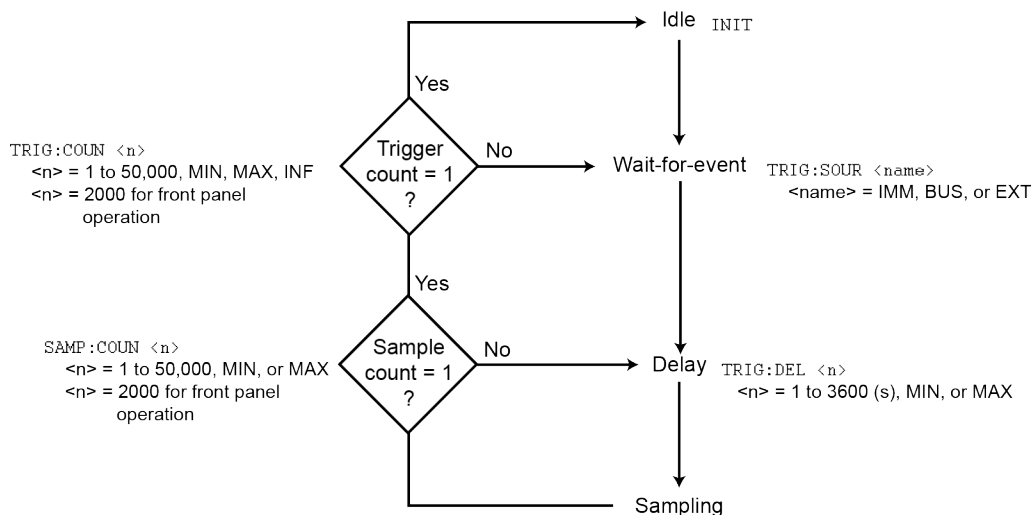 Idle INIT
Yes
Trigger
count = 1
?
No
TRIG:COUN <n>
<n> = 1 to 50,000, MIN, MAX, INF
<n> = 2000 for front panel
operation
Wait-for-event
TRIG:SOUR <name>
<name> = IMM, BUS, or EXT
Yes
Sample
count = 1
?
No
SAMP:COUN <n>
<n> = 1 to 50,000, MIN, or MAX
<n> = 2000 for front panel
operation
Delay
TRIG:DEL <n>
<n> = 1 to 3600 (s), MIN, or MAX
Sampling